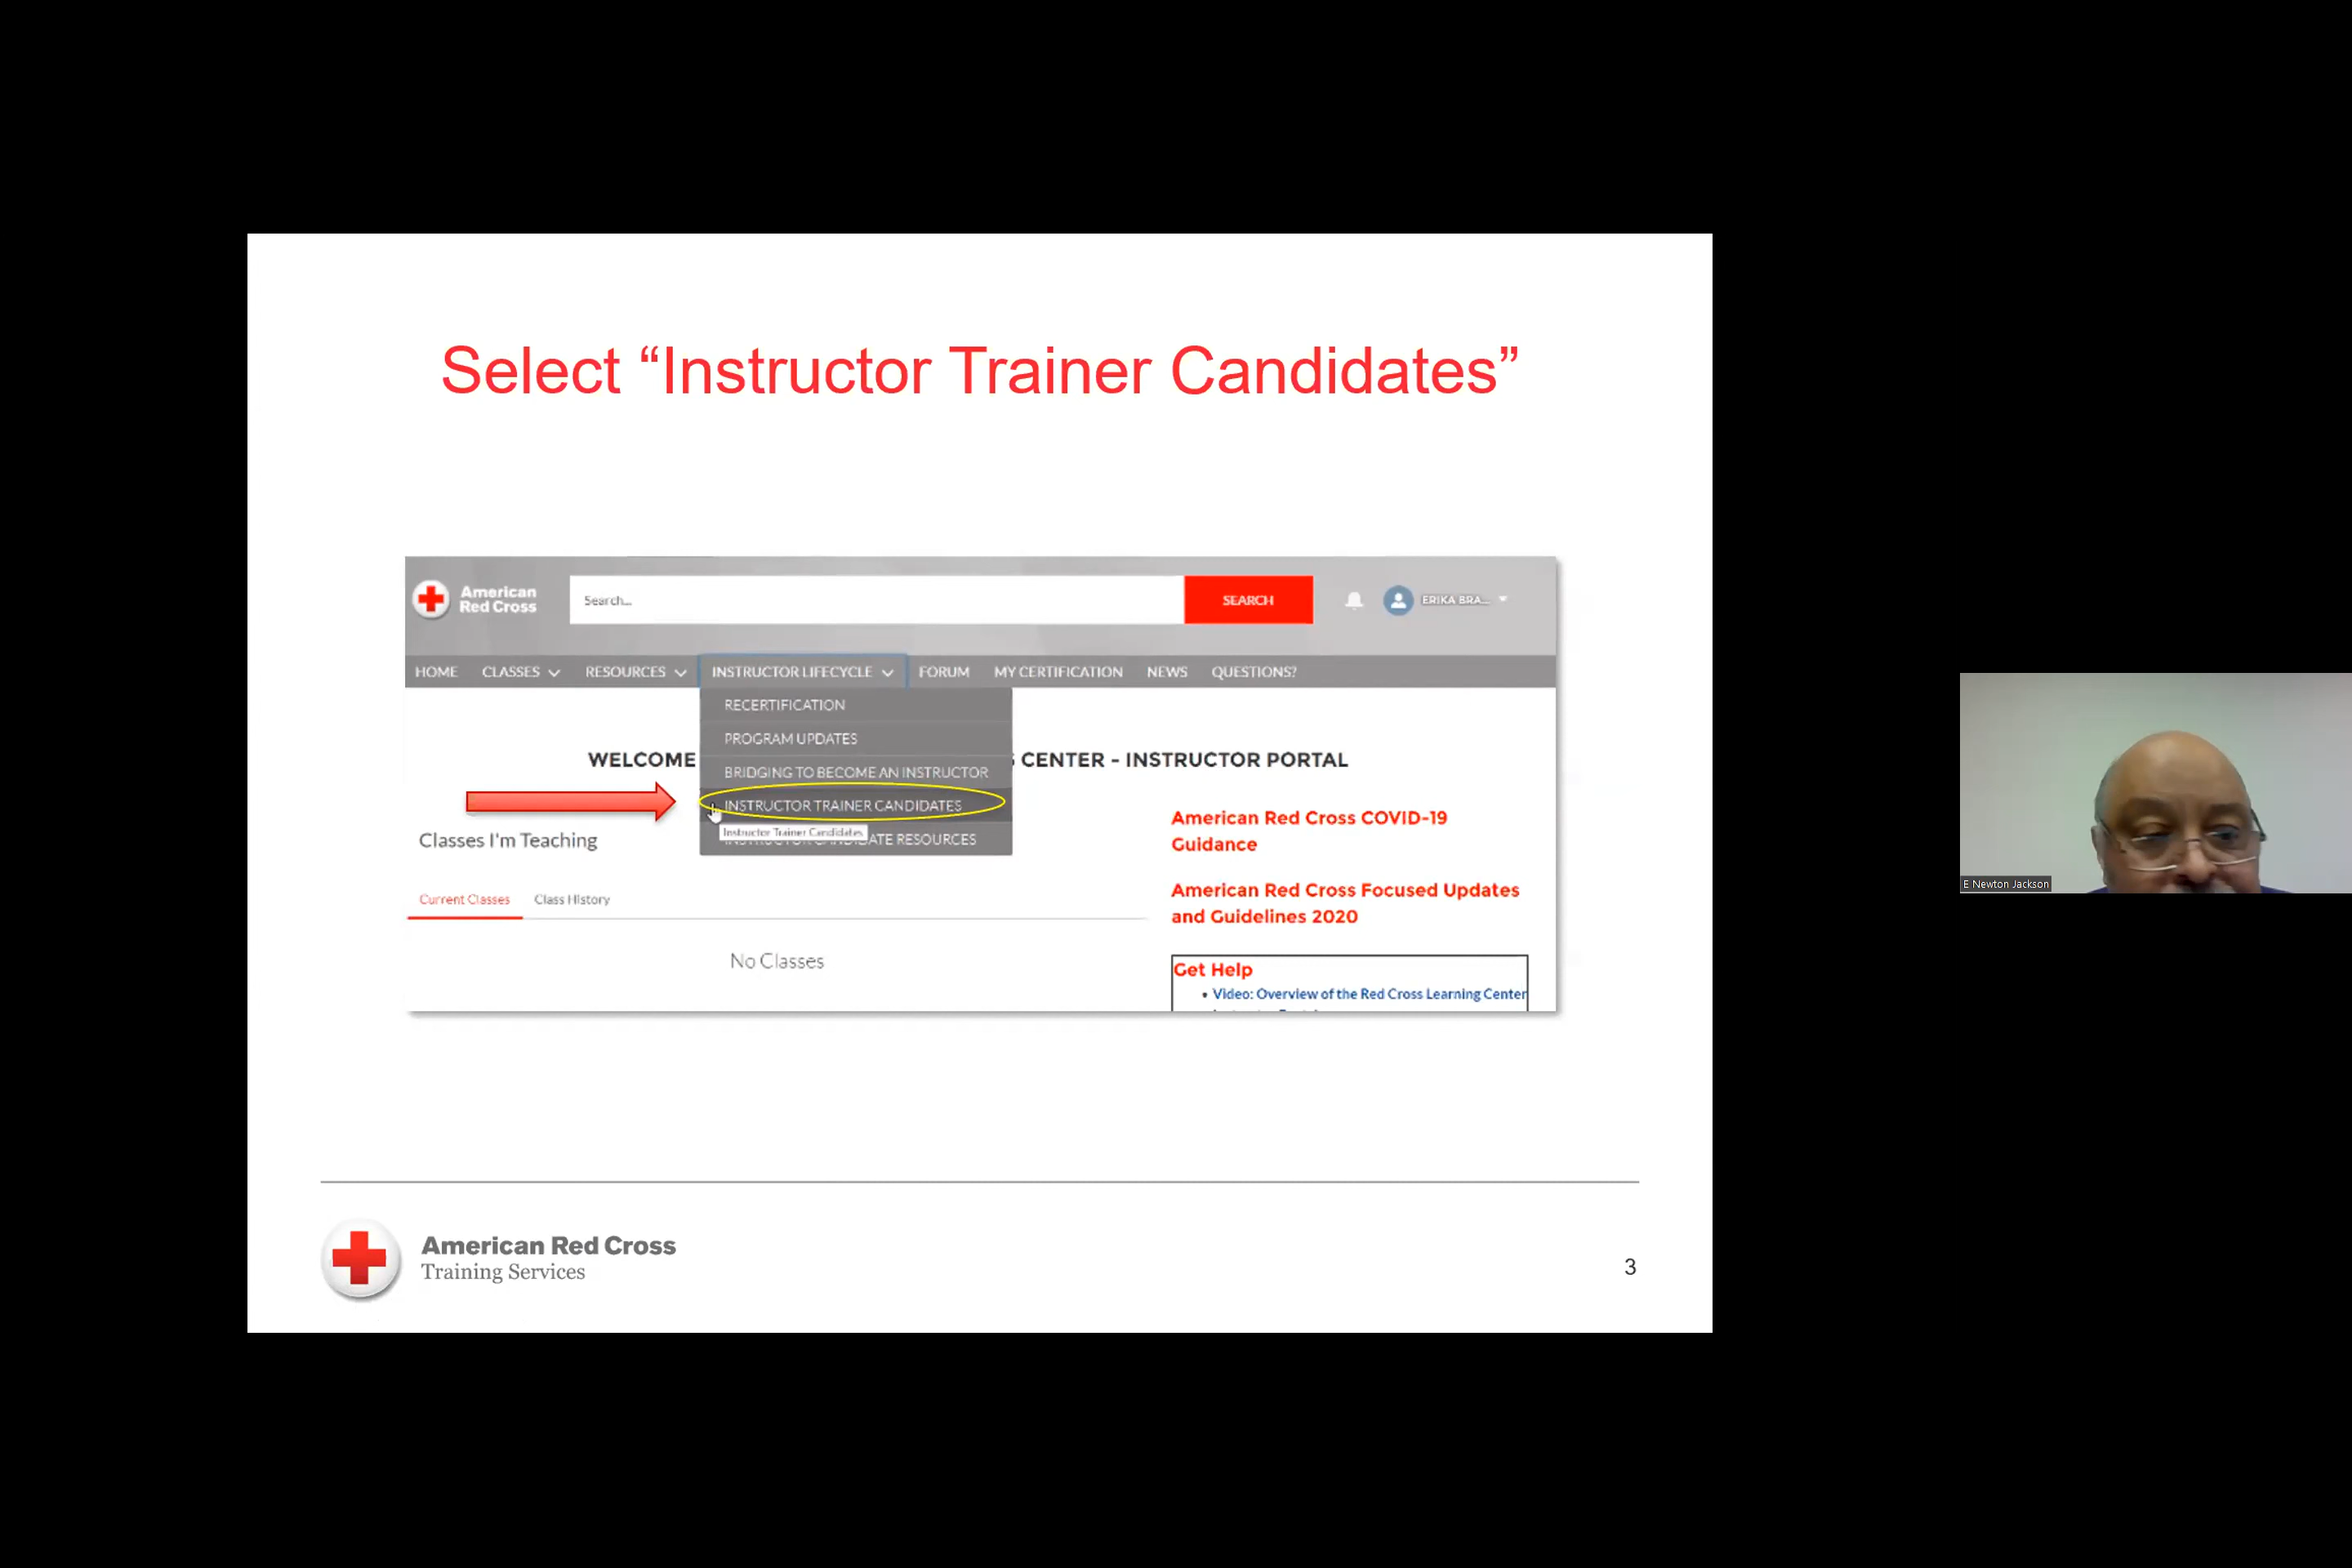 Select “Instructor Trainer Candidates”
American
Red Cross
Search...
SEARCH
ERIKA BRA...
HOME CLASSES RESOURCES INSTRUCTOR LIFECYCLE FORUM MY CERTIFICATION NEWS QUESTIONS?
RECERTIFICATION
PROGRAM UPDATES
BRIDGING TO BECOME AN INSTRUCTOR
INSTRUCTOR TRAINER CANDIDATES
Instructor Trainer Candidates
ATE RESOURCES
WELCOME CENTER - INSTRUCTOR PORTAL
Classes I'm Teaching
Current Classes Class History
No Classes
American Red Cross COVID-19
Guidance
American Red Cross Focused Updates
and Guidelines 2020
Get Help
• Video: Overview of the Red Cross Learning Center
E Newton Jackson
American Red Cross
Training Services
3